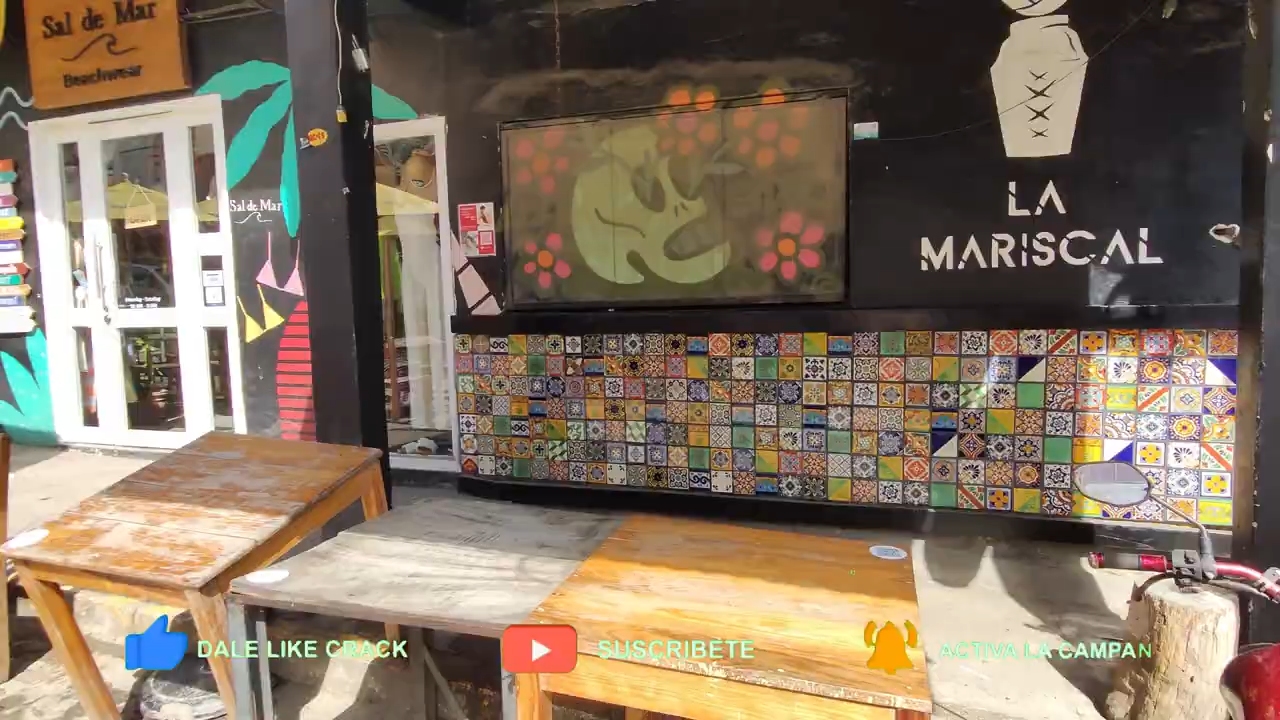 Sal de Mar
Beachwear
Sal de Mar
LA
MARISCAL
DALE LIKE CRACK
SUSCRIBETE
ACTIVA LA CAMPAN